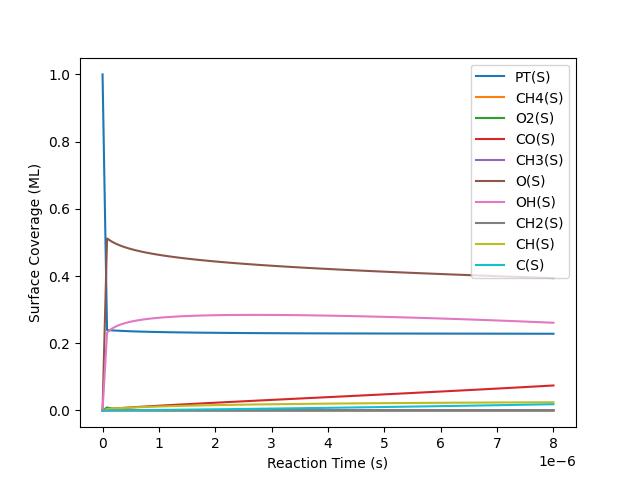 1.0
0.8
0.6
0.4
0.2
0.0
Surface Coverage (ML)
PT(S)
CH4(S)
O2(S)
CO(S)
CH3(S)
O(S)
OH(S)
CH2(S)
CH(S)
C(S)
0 1 2 3 4 5 6 7 8
1e−6
Reaction Time (s)